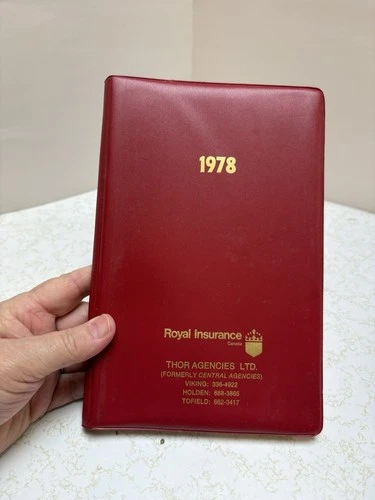 1978
Royal Insurance
Canada
THOR AGENCIES LTD.
(FORMERLY CENTRAL AGENCIES)
VIKING: 336-4822
HOLDEN: 688-3865
TOFIELD: 662-3417